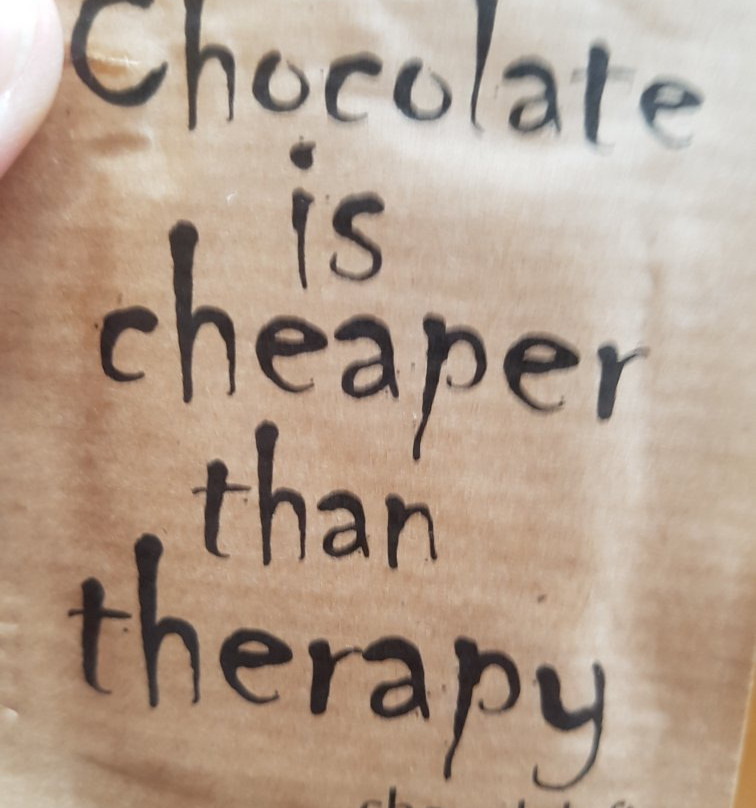 Chocolate
is
cheaper
than
therapy